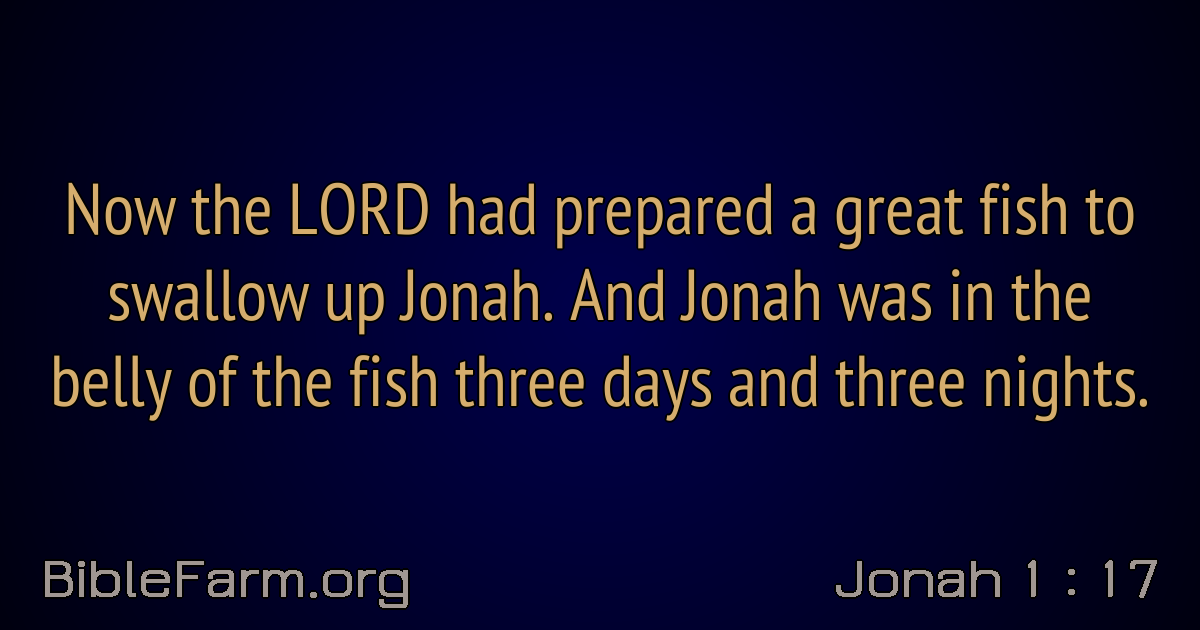 Now the LORD had prepared a great fish to
swallow up Jonah. And Jonah was in the
belly of the fish three days and three nights.
BibleFarm.org
Jonah 1 : 17